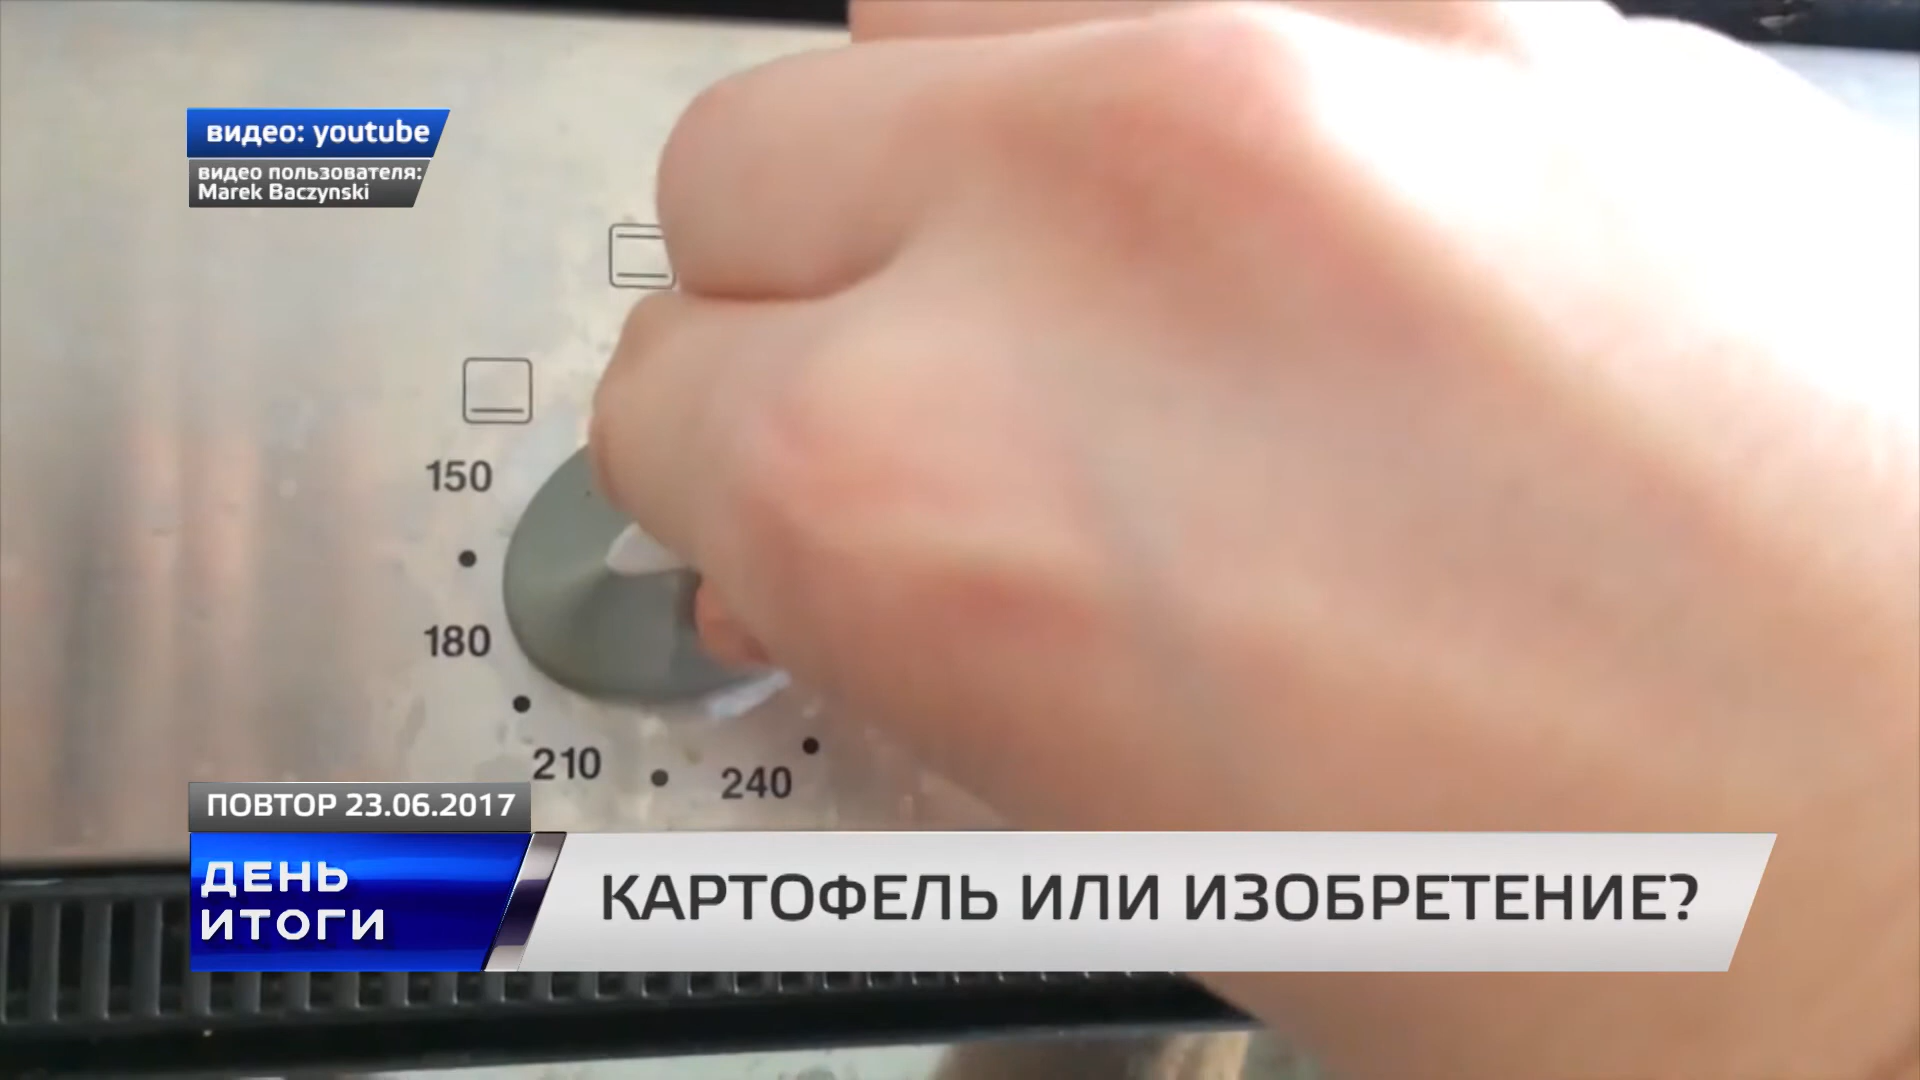 видео: youtube
видео пользователя:
Marek Baczynski
150
180
210
240
ПОВТОР 23.06.2017
ДЕНЬ
ИТОГИ
КАРТОФЕЛЬ ИЛИ ИЗОБРЕТЕНИЕ?